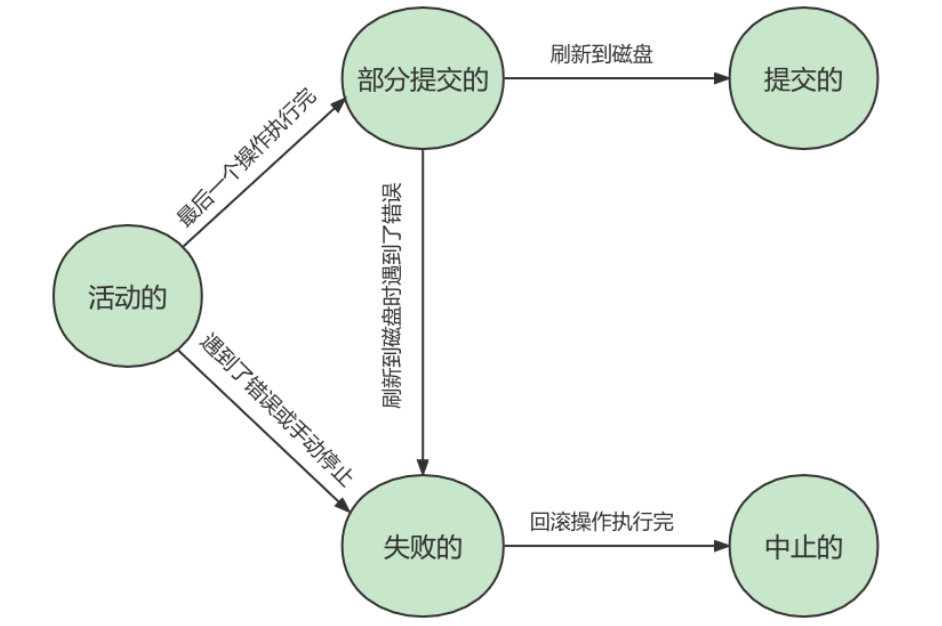 部分提交的
刷新到磁盘
提交的
最后一个操作执行完
刷新到磁盘时遇到了错误
活动的
遇到了错误或手动停止
失败的
回滚操作执行完
中止的